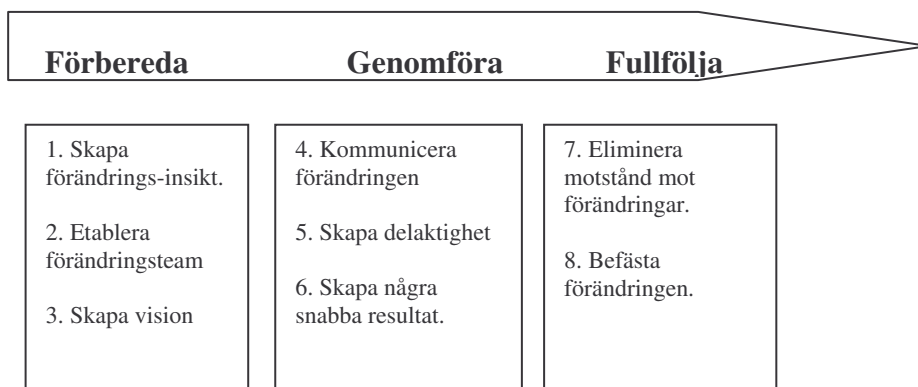 Förbereda Genomföra Fullfölja
1. Skapa
förändrings-insikt.
2. Etablera
förändringsteam
3. Skapa vision
4. Kommunicera
förändringen
5. Skapa delaktighet
6. Skapa några
snabba resultat.
7. Eliminera
motstånd mot
förändringar.
8. Befästa
förändringen.